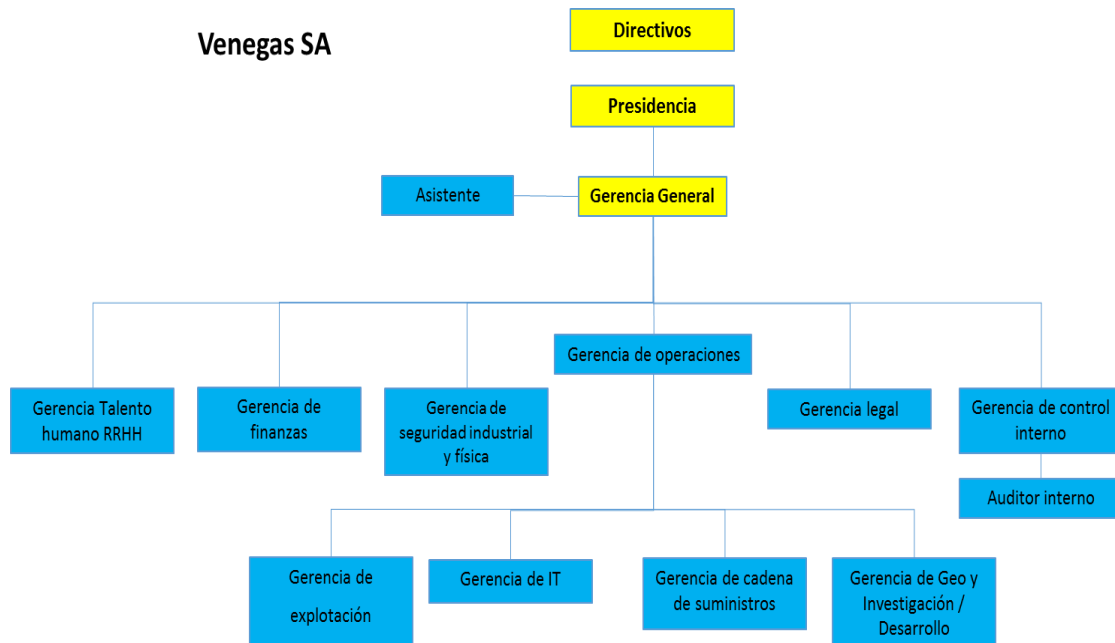 Directivos
Venegas SA
Presidencia
Asistente
Gerencia General
Gerencia de operaciones
Gerencia Talento
humano RRHH
Gerencia de
finanzas
Gerencia de
seguridad industrial
y física
Gerencia legal
Gerencia de control
interno
Auditor interno
Gerencia de
explotación
Gerencia de IT
Gerencia de cadena
de suministros
Gerencia de Geo y
Investigación /
Desarrollo